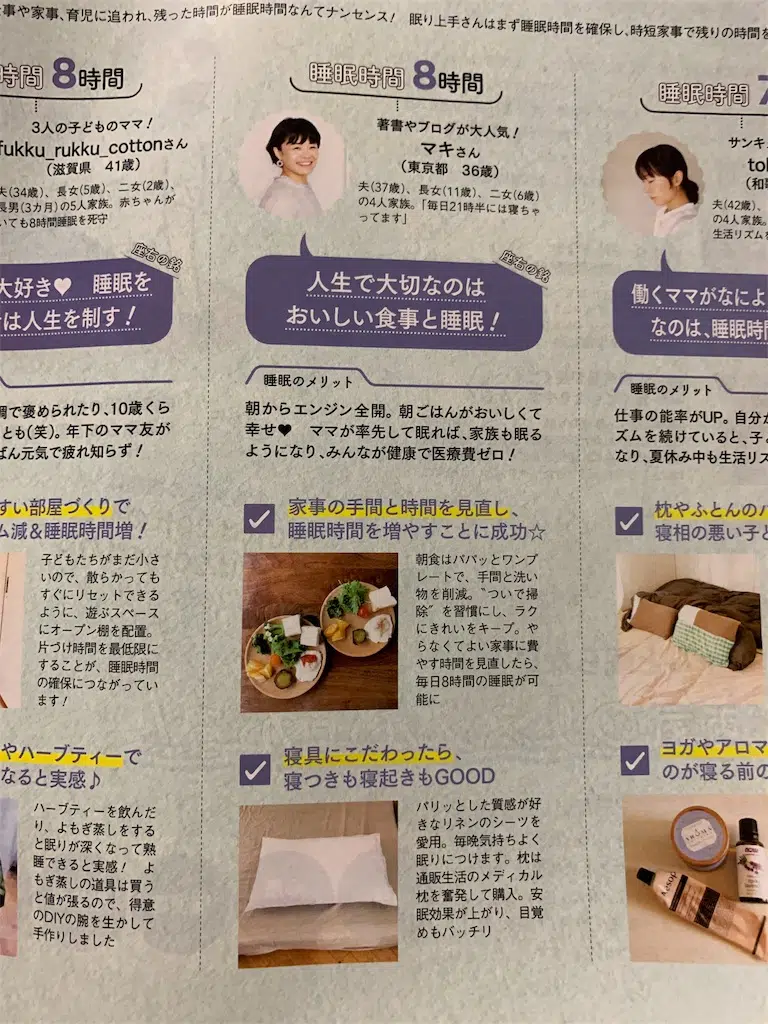 事や家事、育児に追われ、残った時間が睡眠時間なんてナンセンス! 眠り上手さんはまず睡眠時間を確保し、時短家事で残りの時間を
時間 8時間
3人の子どものママ!
fukku_rukku_cottonさん
(滋賀県 41歳)
夫(34歳)、長女(5歳)、二女(2歳)、
長男(3カ月)の5人家族。赤ちゃんが
いても8時間睡眠を死守
座右の銘
大好き♥ 睡眠を
は人生を制す!
調で褒められたり、10歳くら
とも(笑)。年下のママ友が
ばん元気で疲れ知らず!
すい部屋づくりで
ム減&睡眠時間増!
子どもたちがまだ小さ
いので、散らかっても
すぐにリセットできる
ように、遊ぶスペース
にオープン棚を配置。
片づけ時間を最低限に
することが、睡眠時間
の確保につながってい
ます!
やハーブティーで
なると実感♪
ハーブティーを飲んだ
り、よもぎ蒸しをする
と眠りが深くなって熟
睡できると実感! よ
もぎ蒸しの道具は買う
と値が張るので、得意
のDIYの腕を生かして
手作りしました
睡眠時間 8時間
著書やブログが大人気!
マキさん
(東京都 36歳)
夫(37歳)、長女(11歳)、二女(6歳)
の4人家族。「毎日21時半には寝ちゃ
ってます」
座右の銘
人生で大切なのは
おいしい食事と睡眠!
睡眠のメリット
朝からエンジン全開。朝ごはんがおいしくて
幸せ♥ ママが率先して眠れば、家族も眠る
ようになり、みんなが健康で医療費ゼロ!
家事の手間と時間を見直し、
睡眠時間を増やすことに成功☆
朝食はパパッとワンプ
レートで、手間と洗い
物を削減。〝ついで掃
除〟を習慣にし、ラク
にきれいをキープ。や
らなくてよい家事に費
やす時間を見直したら、
毎日8時間の睡眠が可
能に
寝具にこだわったら、
寝つきも寝起きもGOOD
パリッとした質感が好
きなリネンのシーツを
愛用。毎晩気持ちよく
眠りにつけます。枕は
通販生活のメディカル
枕を奮発して購入。安
眠効果が上がり、目覚
めもバッチリ
睡眠時間 7
サンキュ
(和歌
夫(42歳)、
の4人家族。
生活リズムを
働くママがなによ
なのは、睡眠時間
睡眠のメリット
仕事の能率がUP。自分が
ズムを続けていると、子ど
なり、夏休み中も生活リズ
枕やふとんのバ
寝相の悪い子と
ヨガやアロマ
のが寝る前の
AROMA
NOW
Aesop